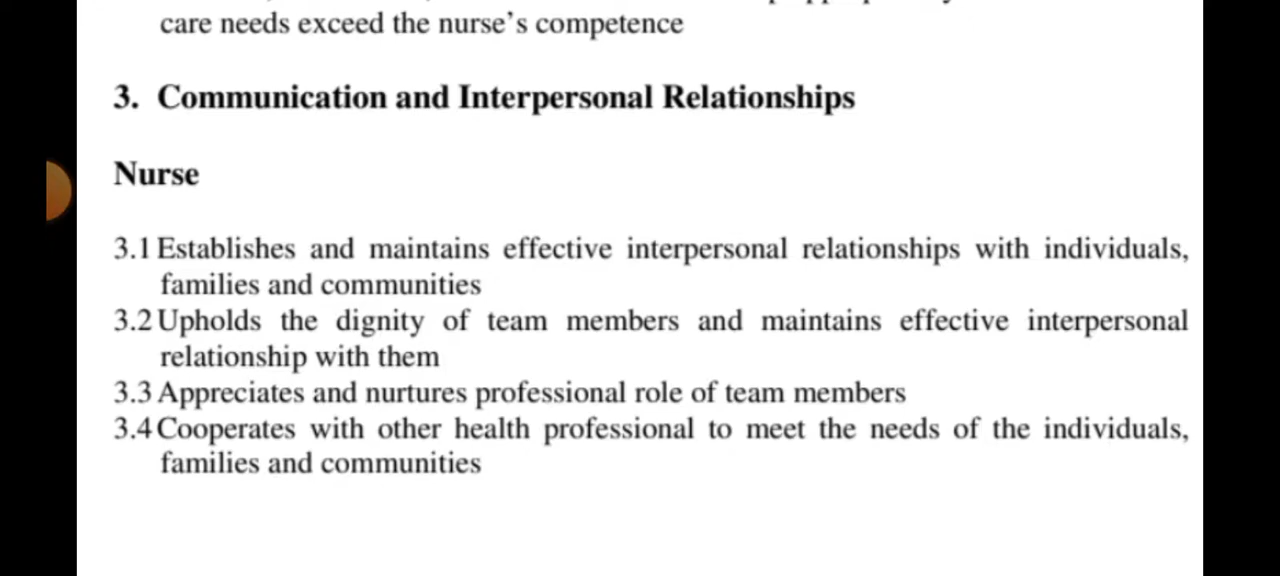 care needs exceed the nurse's competence
3. Communication and Interpersonal Relationships
Nurse
3.1 Establishes and maintains effective interpersonal relationships with individuals,
families and communities
3.2 Upholds the dignity of team members and maintains effective interpersonal
relationship with them
3.3 Appreciates and nurtures professional role of team members
3.4 Cooperates with other health professional to meet the needs of the individuals,
families and communities